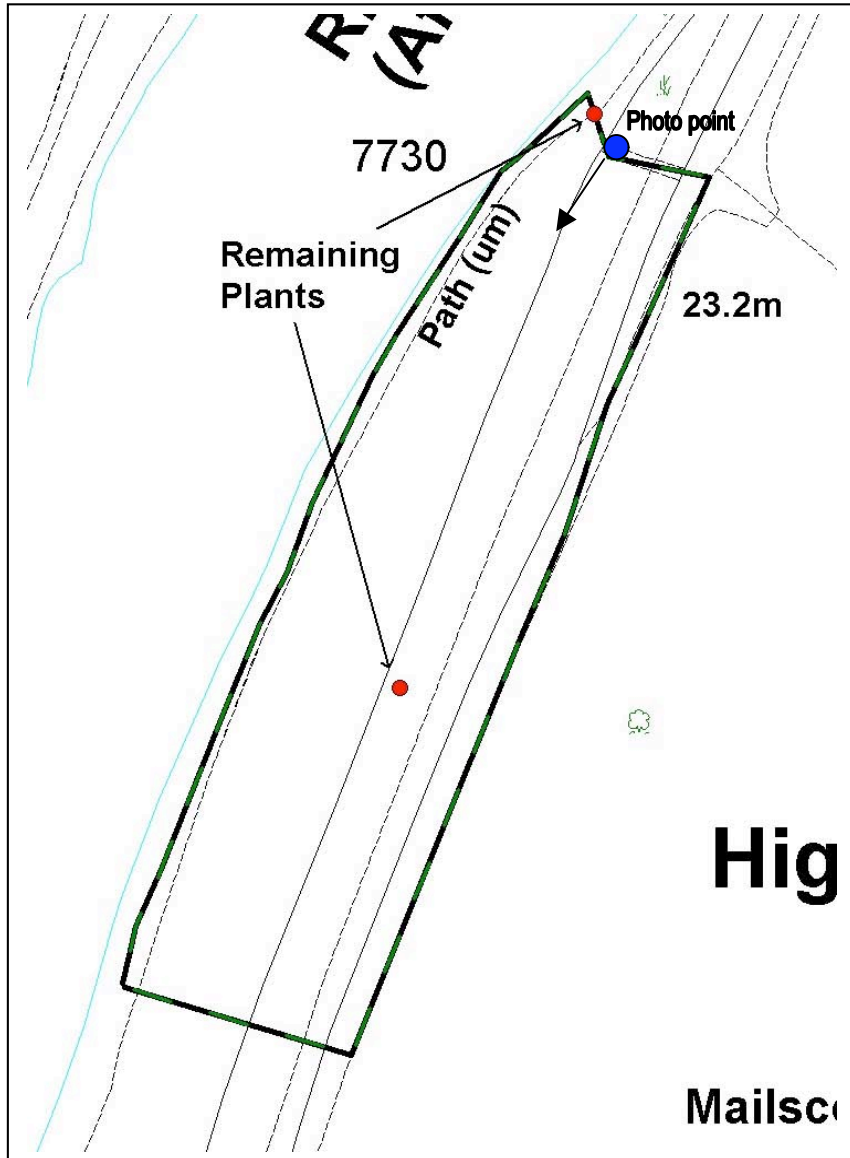 Photo point
7730
Remaining
Plants
Path (um)
23.2m
Hig
Mailsc